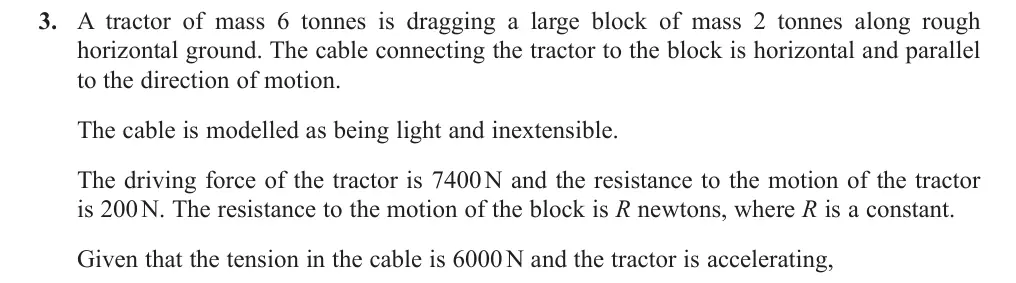 3. A tractor of mass 6 tonnes is dragging a large block of mass 2 tonnes along rough
horizontal ground. The cable connecting the tractor to the block is horizontal and parallel
to the direction of motion.
The cable is modelled as being light and inextensible.
The driving force of the tractor is 7400 N and the resistance to the motion of the tractor
is 200 N. The resistance to the motion of the block is R newtons, where R is a constant.
Given that the tension in the cable is 6000 N and the tractor is accelerating,